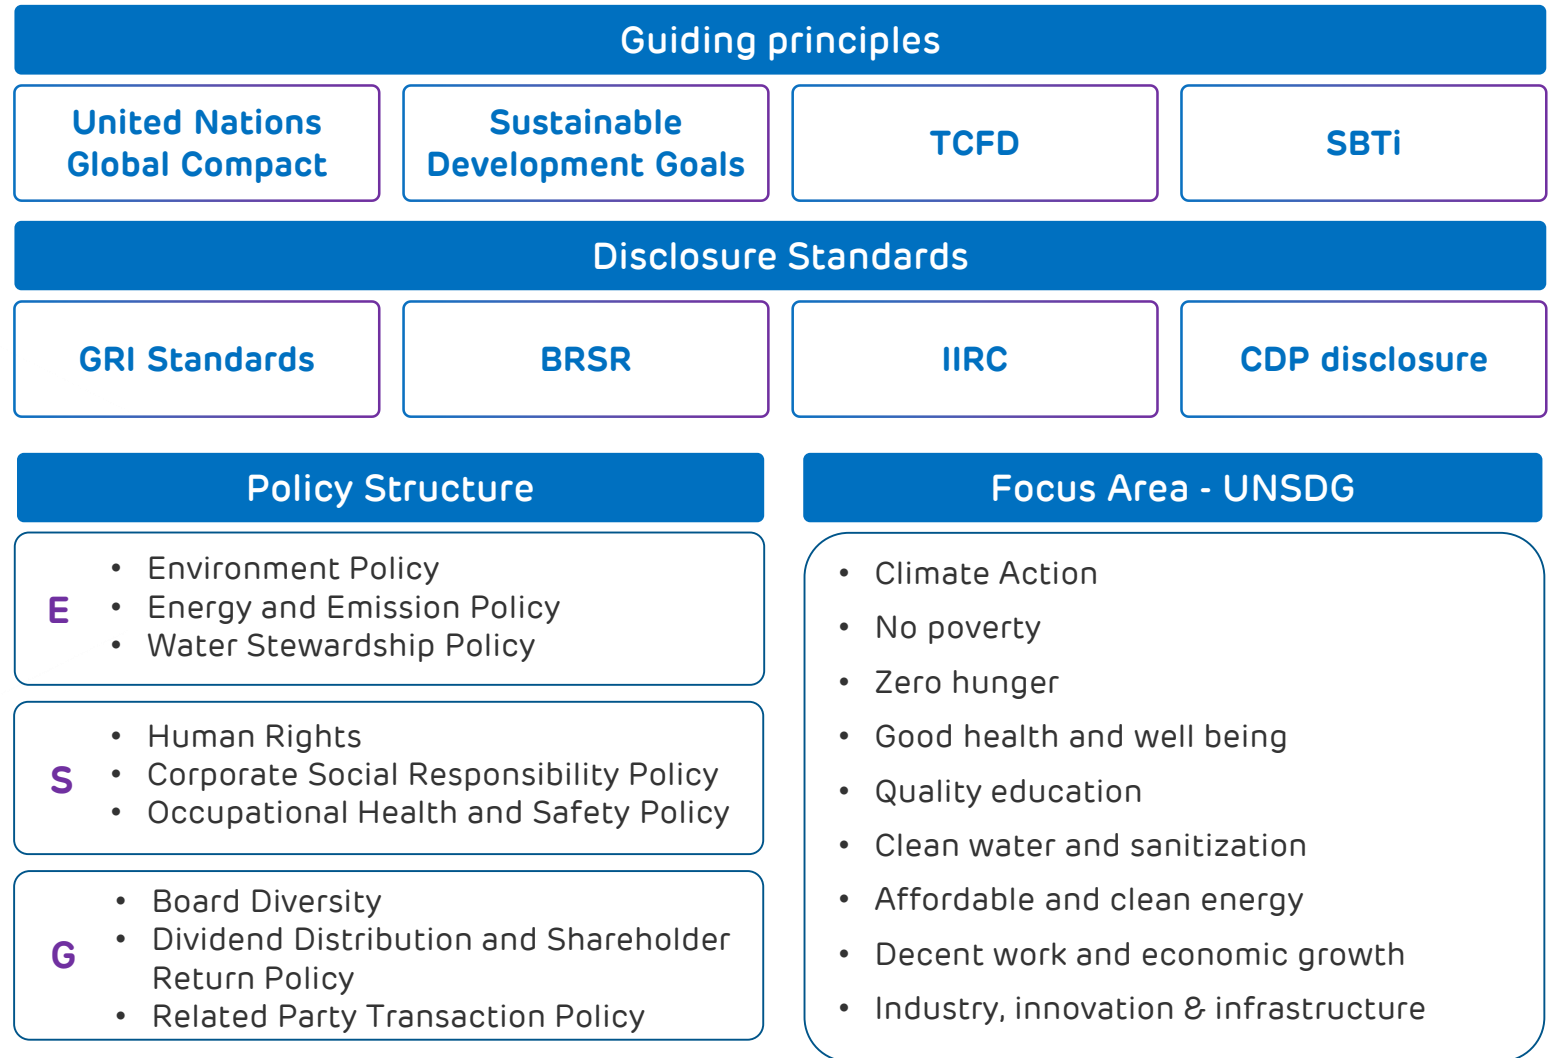 Guiding principles
United Nations
Global Compact
Sustainable
Development Goals
TCFD
SBTi
Disclosure Standards
GRI Standards
BRSR
IIRC
CDP disclosure
Policy Structure
E
• Environment Policy
• Energy and Emission Policy
• Water Stewardship Policy
S
• Human Rights
• Corporate Social Responsibility Policy
• Occupational Health and Safety Policy
G
• Board Diversity
• Dividend Distribution and Shareholder
Return Policy
• Related Party Transaction Policy
Focus Area - UNSDG
• Climate Action
• No poverty
• Zero hunger
• Good health and well being
• Quality education
• Clean water and sanitization
• Affordable and clean energy
• Decent work and economic growth
• Industry, innovation & infrastructure